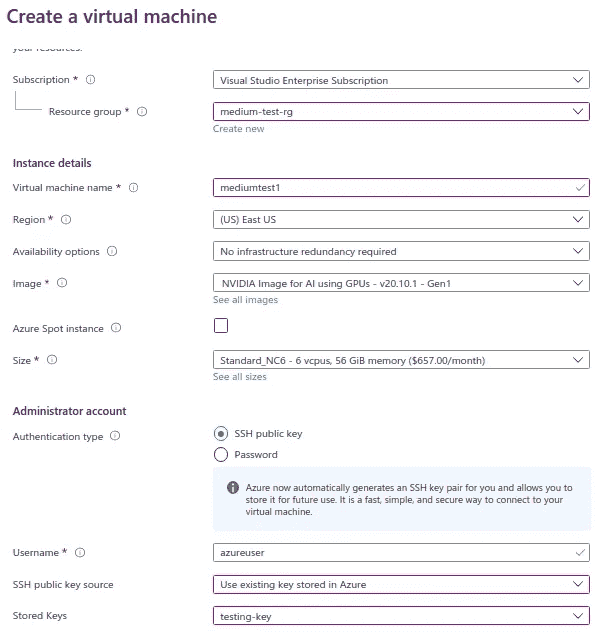 Create a virtual machine
your resources.
Subscription * Visual Studio Enterprise Subscription
Resource group * medium-test-rg
Create new
Instance details
Virtual machine name * mediumtest1
Region * (US) East US
Availability options No infrastructure redundancy required
Image * NVIDIA Image for AI using GPUs - v20.10.1 - Gen1
See all images
Azure Spot instance
Size * Standard_NC6 - 6 vcpus, 56 GiB memory ($657.00/month)
See all sizes
Administrator account
Authentication type SSH public key
Password
Azure now automatically generates an SSH key pair for you and allows you to
store it for future use. It is a fast, simple, and secure way to connect to your
virtual machine.
Username * azureuser
SSH public key source Use existing key stored in Azure
Stored Keys testing-key